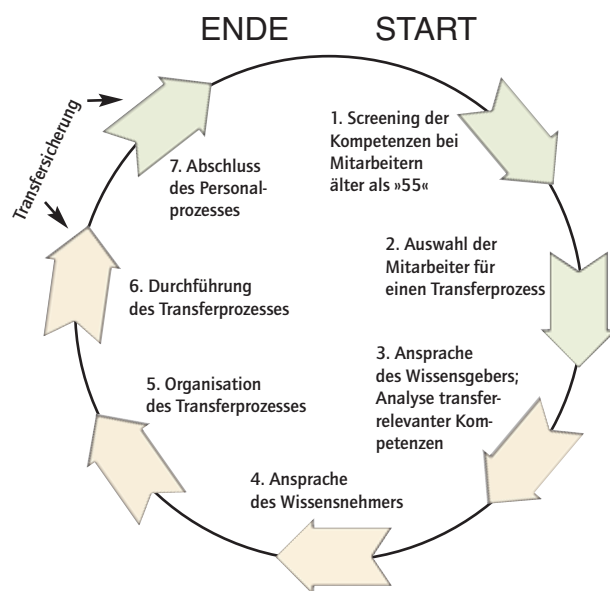 ENDE START
1. Screening der
Kompetenzen bei
Mitarbeitern
älter als »55«
2. Auswahl der
Mitarbeiter für
einen Transferprozess
3. Ansprache
des Wissensgebers;
Analyse transfer-
relevanter Kom-
petenzen
4. Ansprache
des Wissensnehmers
5. Organisation
des Transferprozesses
6. Durchführung
des Transferprozesses
7. Abschluss
des Personal-
prozesses
Transfersicherung